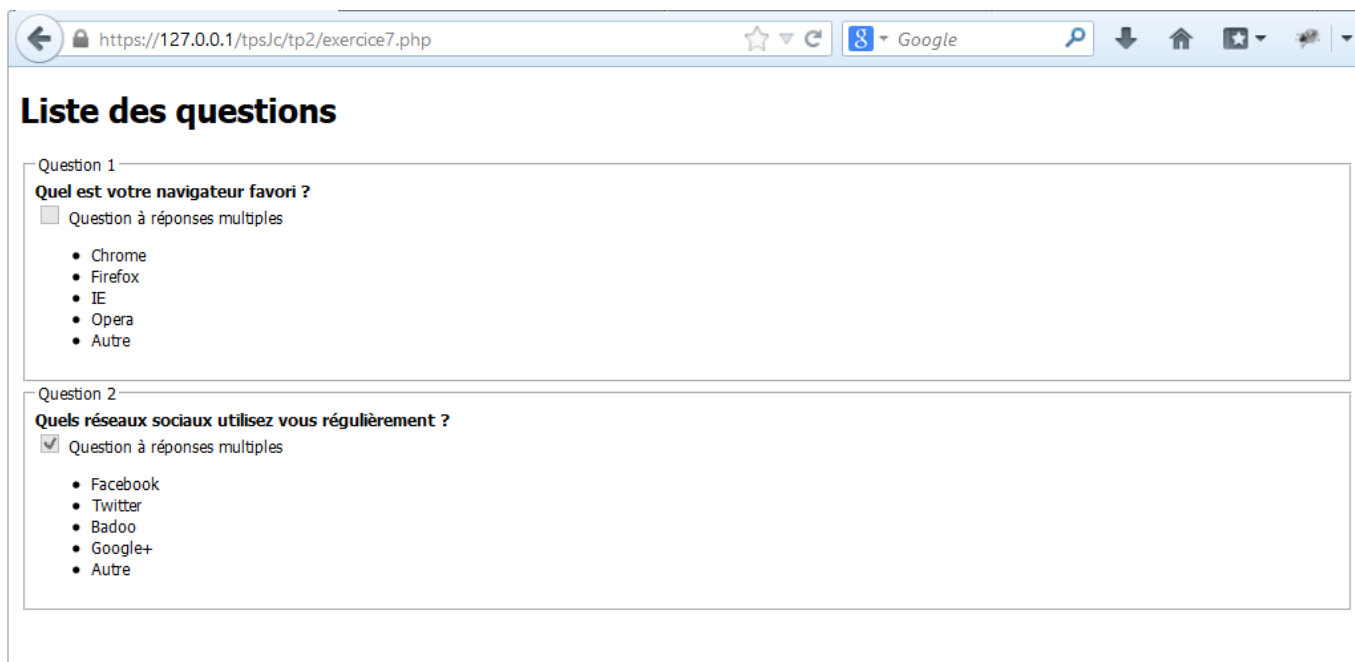 https://127.0.0.1/tpsJc/tp2/exercice7.php
8 Google
Liste des questions
Question 1
Quel est votre navigateur favori ?
Question à réponses multiples
Chrome
Firefox
IE
Opera
Autre
Question 2
Quels réseaux sociaux utilisez vous régulièrement ?
Question à réponses multiples
Facebook
Twitter
Badoo
Google+
Autre